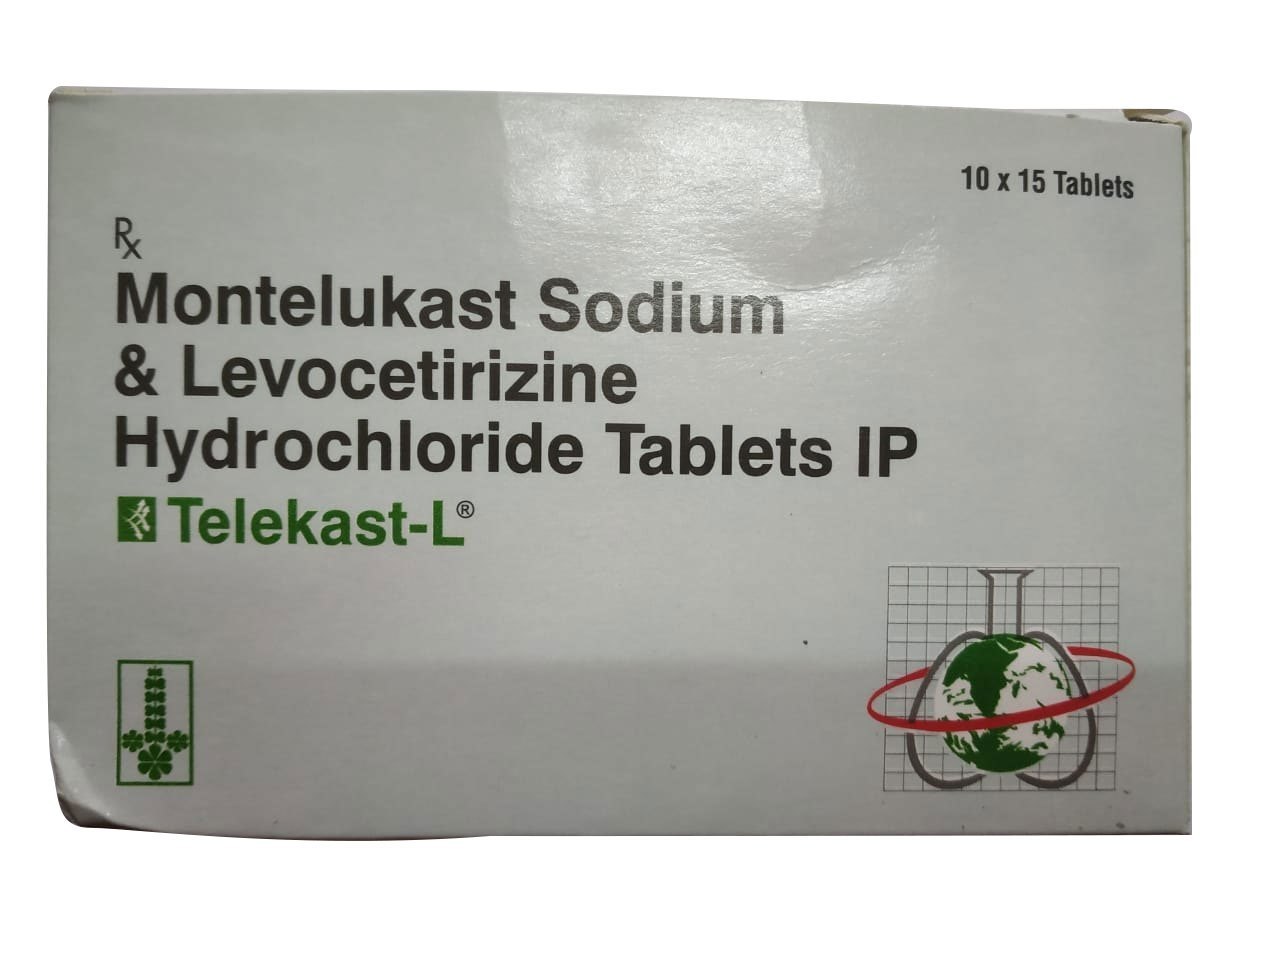 10 x 15 Tablets
Rx
Montelukast Sodium
& Levocetirizine
Hydrochloride Tablets IP
Telekast-L®